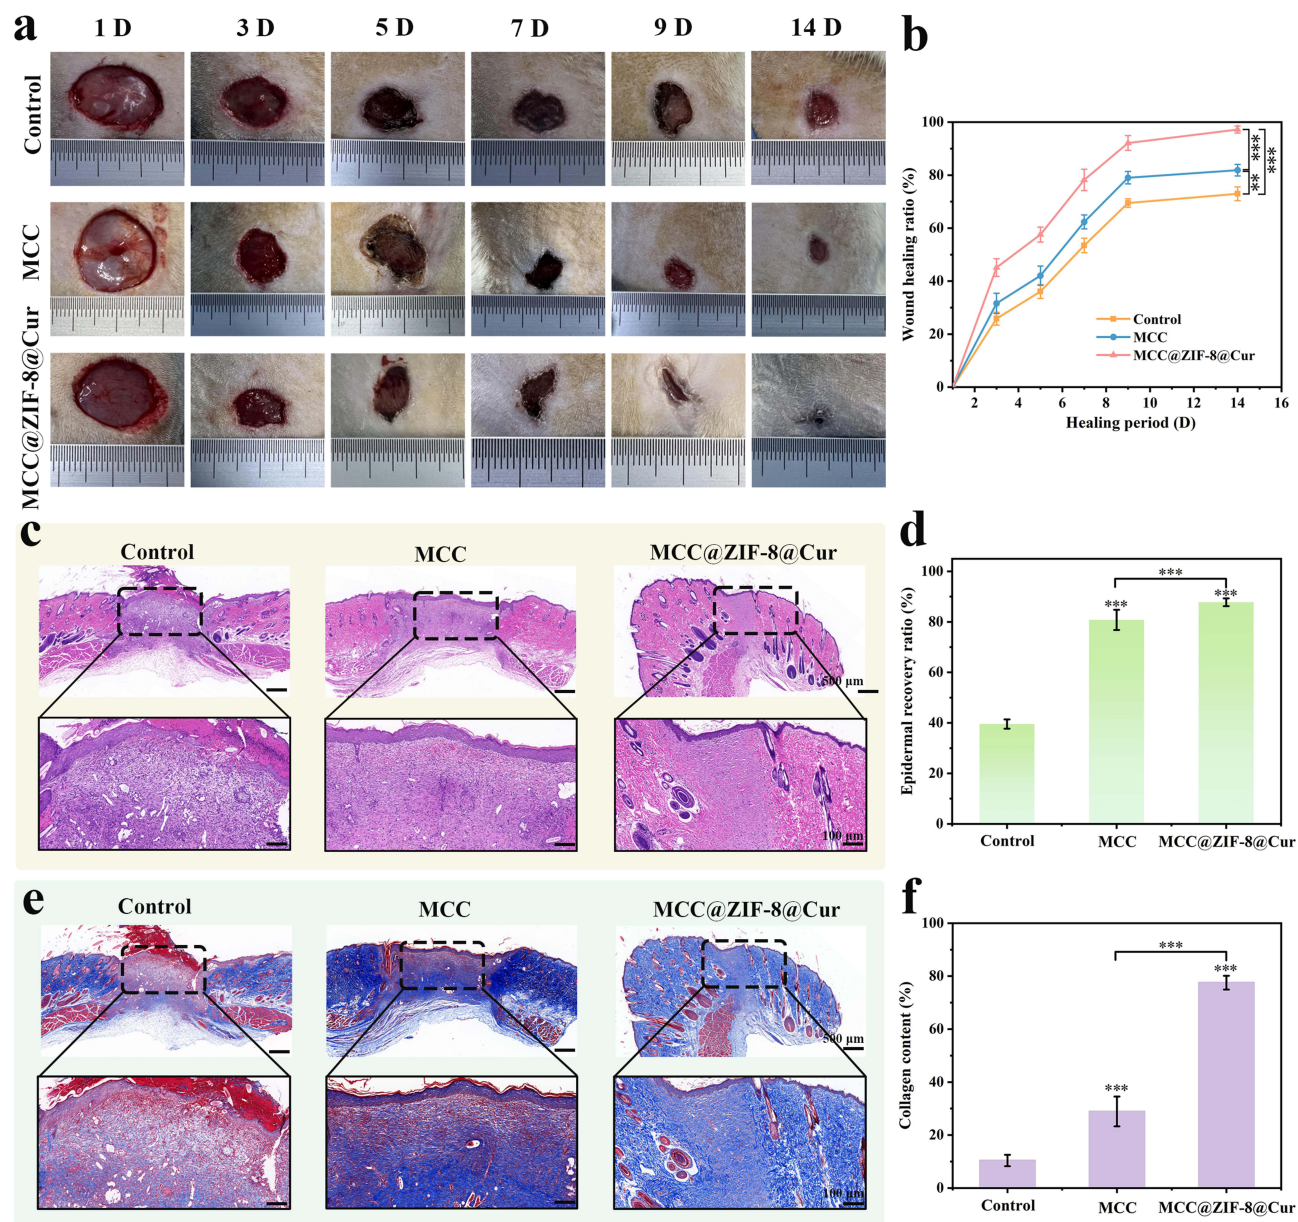 a
1 D 3 D 5 D 7 D 9 D 14 D
Control
MCC
MCC@ZIF-8@Cur
b
Wound healing ratio (%)
100
80
60
40
20
0
2 4 6 8 10 12 14 16
Healing period (D)
Control
MCC
MCC@ZIF-8@Cur
***
**
***
c
Control MCC MCC@ZIF-8@Cur
500 μm
100 μm
d
Epidermal recovery ratio (%)
100
80
60
40
20
0
***
*** ***
Control MCC MCC@ZIF-8@Cur
e
Control MCC MCC@ZIF-8@Cur
500 μm
100 μm
f
Collagen content (%)
100
80
60
40
20
0
***
***
***
Control MCC MCC@ZIF-8@Cur